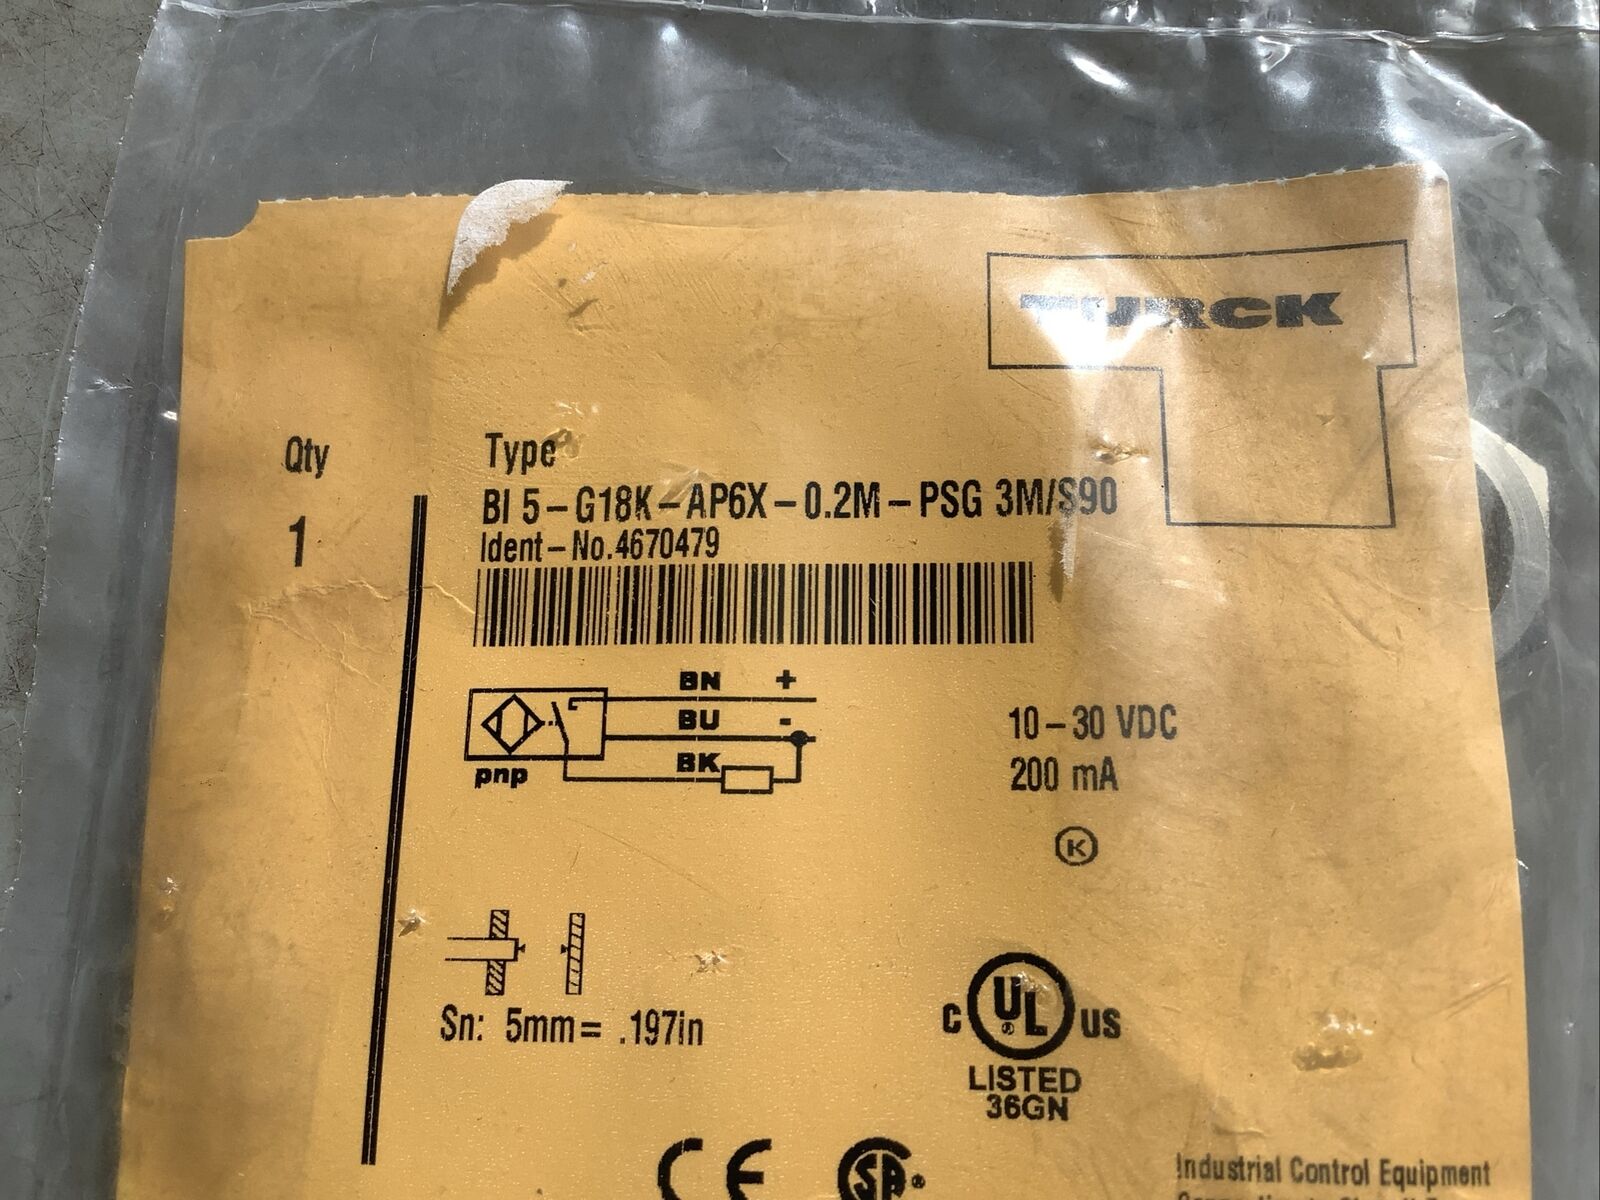 TURCK
Qty
Type
1
BI 5-G18K-AP6X-0.2M-PSG 3M/S90
Ident-No.4670479
BN +
BU -
BK
pnp
10-30 VDC
200 mA
K
Sn: 5mm= .197in
C UL ® US
LISTED
36GN
CE
SA ®
Industrial Control Equipment